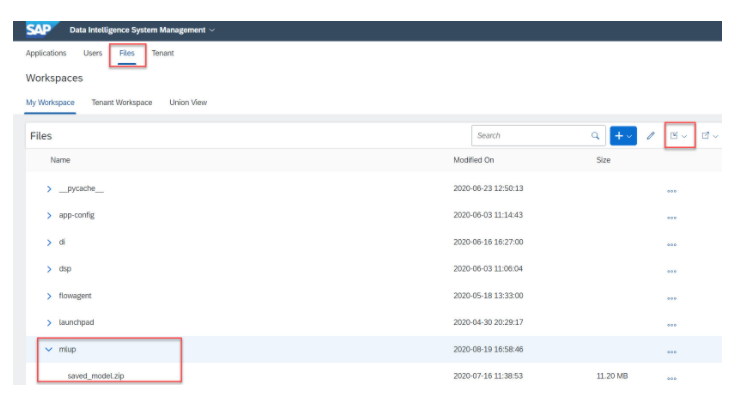 SAP Data Intelligence System Management
Applications Users Files Tenant
Workspaces
My Workspace Tenant Workspace Union View
Files Search
Name Modified On Size
__pycache__ 2020-06-23 12:50:13
app-config 2020-06-03 11:14:43
di 2020-06-16 16:27:00
dsp 2020-06-03 11:06:04
flowagent 2020-05-18 13:33:00
launchpad 2020-04-30 20:29:17
mlup 2020-08-19 16:58:46
saved_model.zip 2020-07-16 11:38:53 11.20 MB